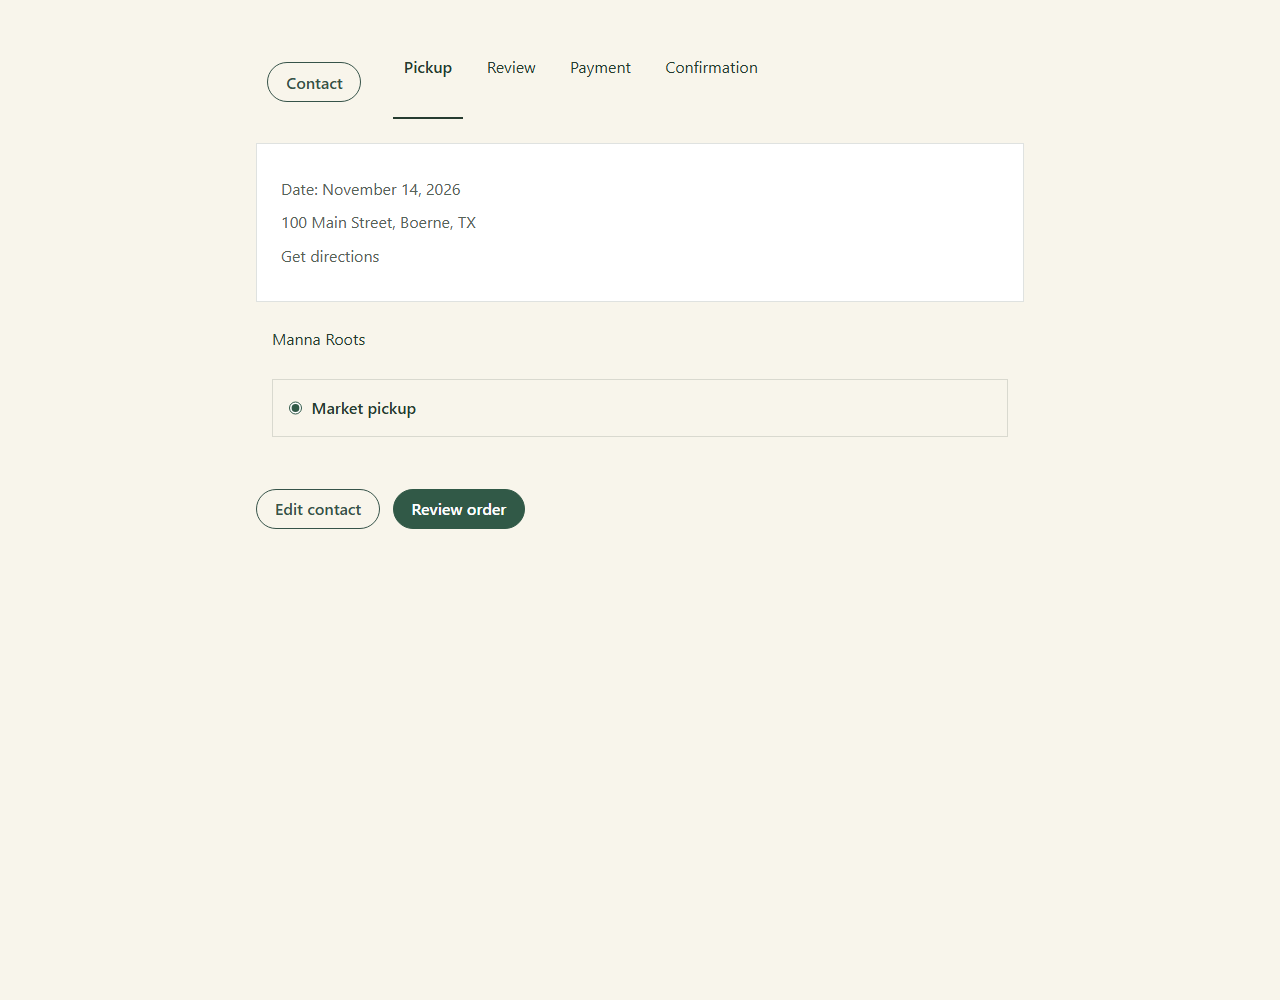 Contact
Pickup
Review
Payment
Confirmation
Date: November 14, 2026
100 Main Street, Boerne, TX
Get directions
Manna Roots
Market pickup
Edit contact
Review order